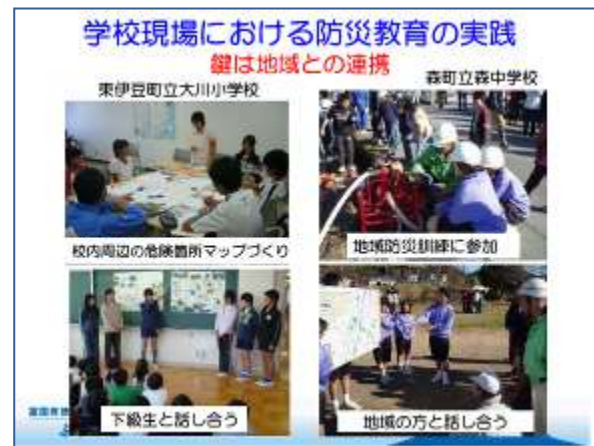 学校現場における防災教育の実践
鍵は地域との連携
東伊豆町立大川小学校
森町立森中学校
校内周辺の危険箇所マップづくり
地域防災訓練に参加
下級生と話し合う
地域の方と話し合う